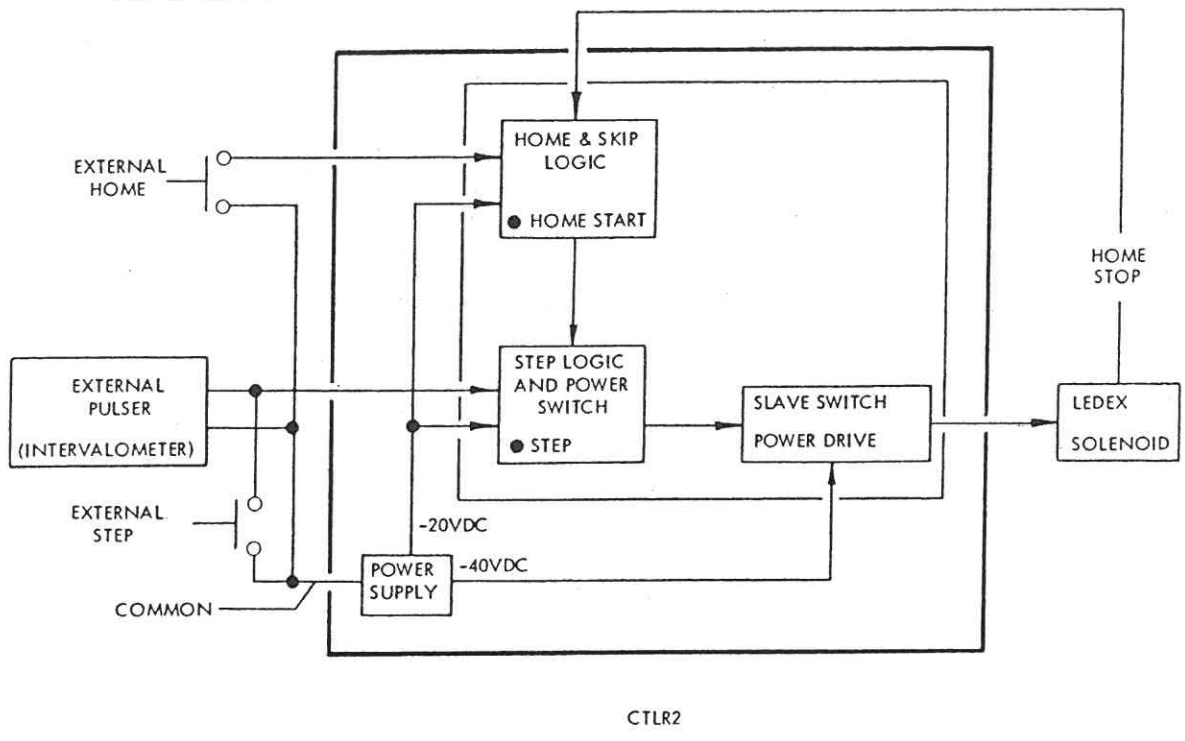 HOME & SKIP
LOGIC
● HOME START
EXTERNAL
HOME
HOME
STOP
EXTERNAL
PULSER
(INTERVALOMETER)
STEP LOGIC
AND POWER
SWITCH
● STEP
SLAVE SWITCH
POWER DRIVE
LEDEX
SOLENOID
EXTERNAL
STEP
-20VDC
-40VDC
POWER
SUPPLY
COMMON
CTLR2